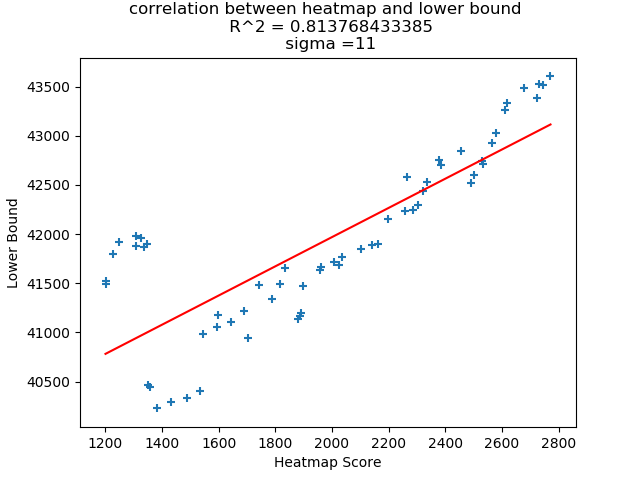 correlation between heatmap and lower bound
R^2 = 0.813768433385
sigma =11
43500
43000
42500
42000
41500
41000
40500
Lower Bound
1200 1400 1600 1800 2000 2200 2400 2600 2800
Heatmap Score